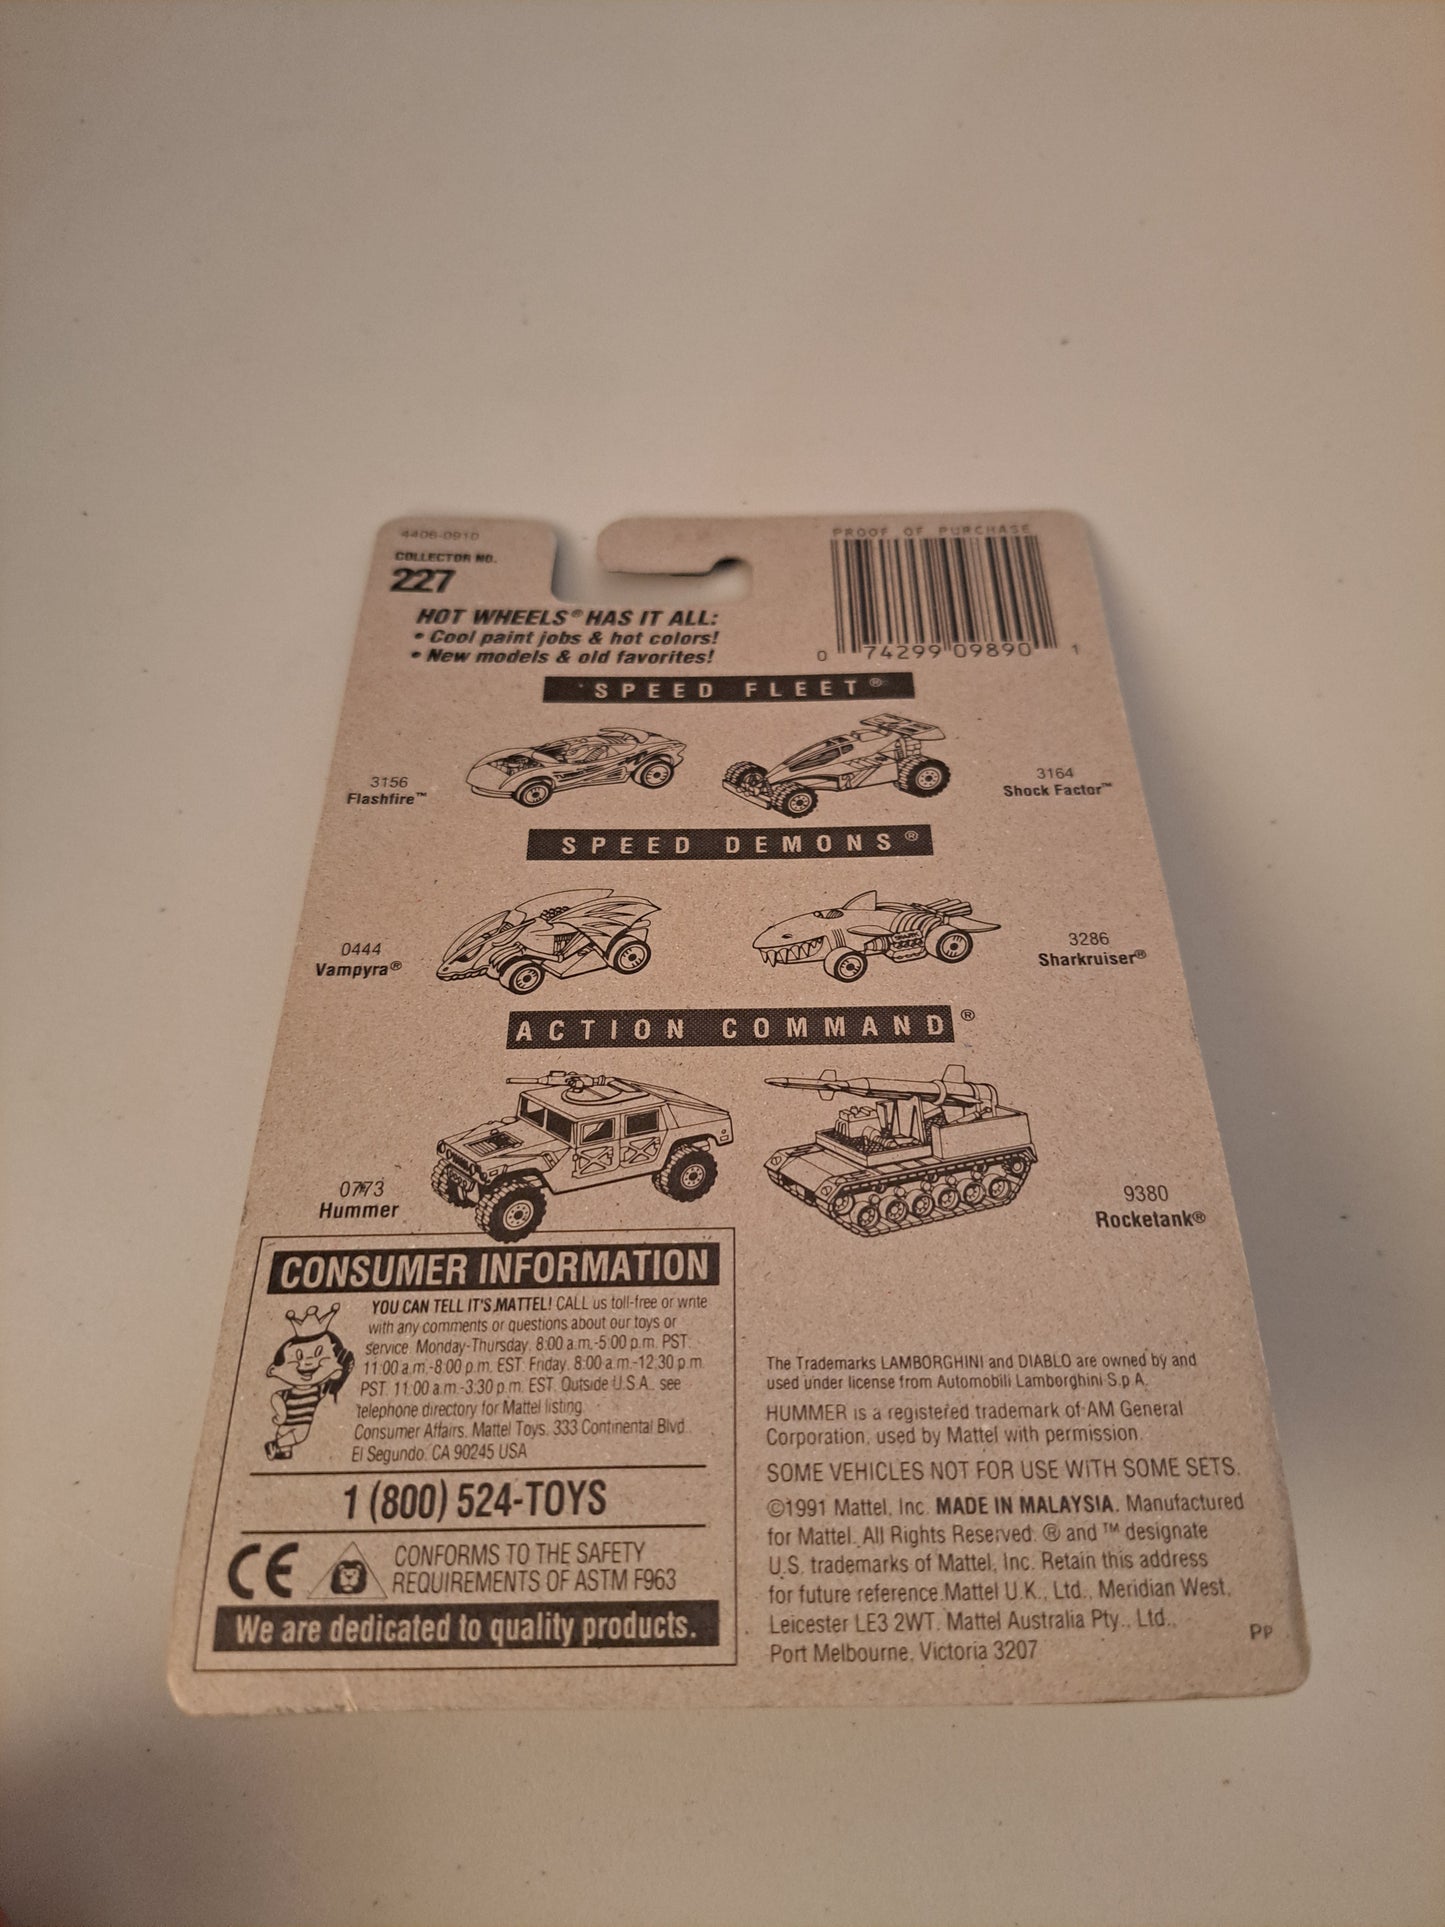 4406-0910
COLLECTOR NO.
227
PROOF OF PURCHASE
0 74299 09890 1
HOT WHEELS® HAS IT ALL:
• Cool paint jobs & hot colors!
• New models & old favorites!
SPEED FLEET®
3156
Flashfire™
3164
Shock Factor™
SPEED DEMONS®
0444
Vampyra®
3286
Sharkruiser®
ACTION COMMAND®
0773
Hummer
9380
Rocketank®
CONSUMER INFORMATION
YOU CAN TELL IT'S MATTEL! CALL us toll-free or write
with any comments or questions about our toys or
service. Monday-Thursday, 8:00 a.m.-5:00 p.m. PST.
11:00 a.m.-8:00 p.m. EST. Friday, 8:00 a.m.-12:30 p.m.
PST. 11:00 a.m.-3:30 p.m. EST. Outside U.S.A., see
telephone directory for Mattel listing.
Consumer Affairs, Mattel Toys, 333 Continental Blvd.,
El Segundo, CA 90245 USA
1 (800) 524-TOYS
CE
CONFORMS TO THE SAFETY
REQUIREMENTS OF ASTM F963
We are dedicated to quality products.
The Trademarks LAMBORGHINI and DIABLO are owned by and
used under license from Automobili Lamborghini S.p.A.
HUMMER is a registered trademark of AM General
Corporation, used by Mattel with permission.
SOME VEHICLES NOT FOR USE WITH SOME SETS.
©1991 Mattel, Inc. MADE IN MALAYSIA. Manufactured
for Mattel. All Rights Reserved. ® and ™ designate
U.S. trademarks of Mattel, Inc. Retain this address
for future reference Mattel U.K., Ltd., Meridian West,
Leicester LE3 2WT. Mattel Australia Pty., Ltd.,
Port Melbourne, Victoria 3207
PP